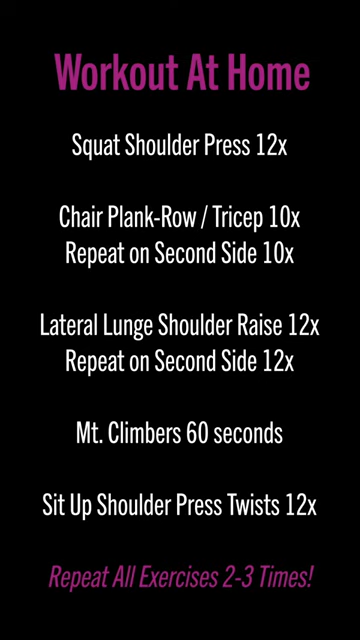 Workout At Home
Squat Shoulder Press 12x
Chair Plank-Row / Tricep 10x
Repeat on Second Side 10x
Lateral Lunge Shoulder Raise 12x
Repeat on Second Side 12x
Mt. Climbers 60 seconds
Sit Up Shoulder Press Twists 12x
Repeat All Exercises 2-3 Times!